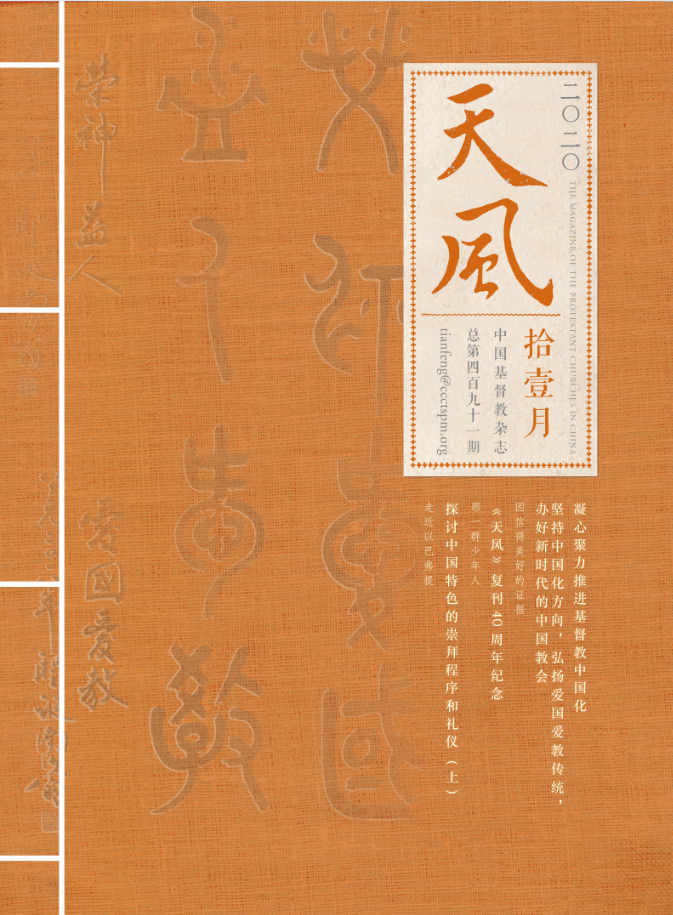 二〇二〇
THE MAGAZINE OF THE PROTESTANT CHURCHES IN CHINA
天風
拾壹月
中国基督教杂志
总第四百九十一期
tianfeng@ccctspm.org
凝心聚力推进基督教中国化
坚持中国化方向，弘扬爱国爱教传统，
办好新时代的中国教会
因信得美好的证据
《天风》复刊40周年纪念
那一群少年人
探讨中国特色的崇拜程序和礼仪（上）
走近以巴弗提
荣神益人
爱國爱教